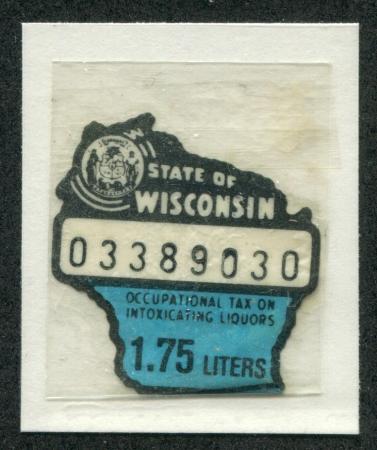 W
STATE OF
WISCONSIN
03389030
OCCUPATIONAL TAX ON
INTOXICATING LIQUORS
1.75 LITERS